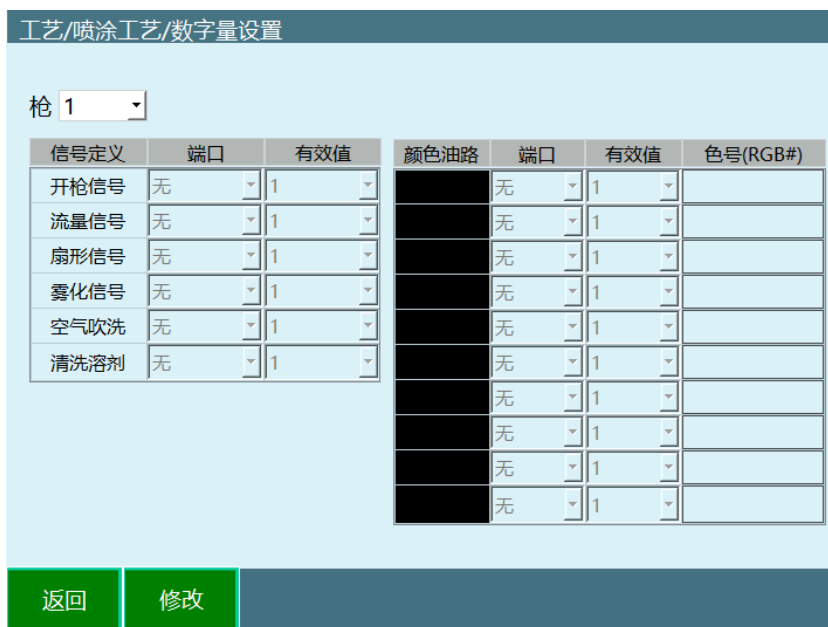 工艺/喷涂工艺/数字量设置
枪 1
信号定义 端口 有效值
开枪信号 无 1
流量信号 无 1
扇形信号 无 1
雾化信号 无 1
空气吹洗 无 1
清洗溶剂 无 1
颜色油路 端口 有效值 色号(RGB#)
无 1
无 1
无 1
无 1
无 1
无 1
无 1
无 1
无 1
无 1
返回 修改